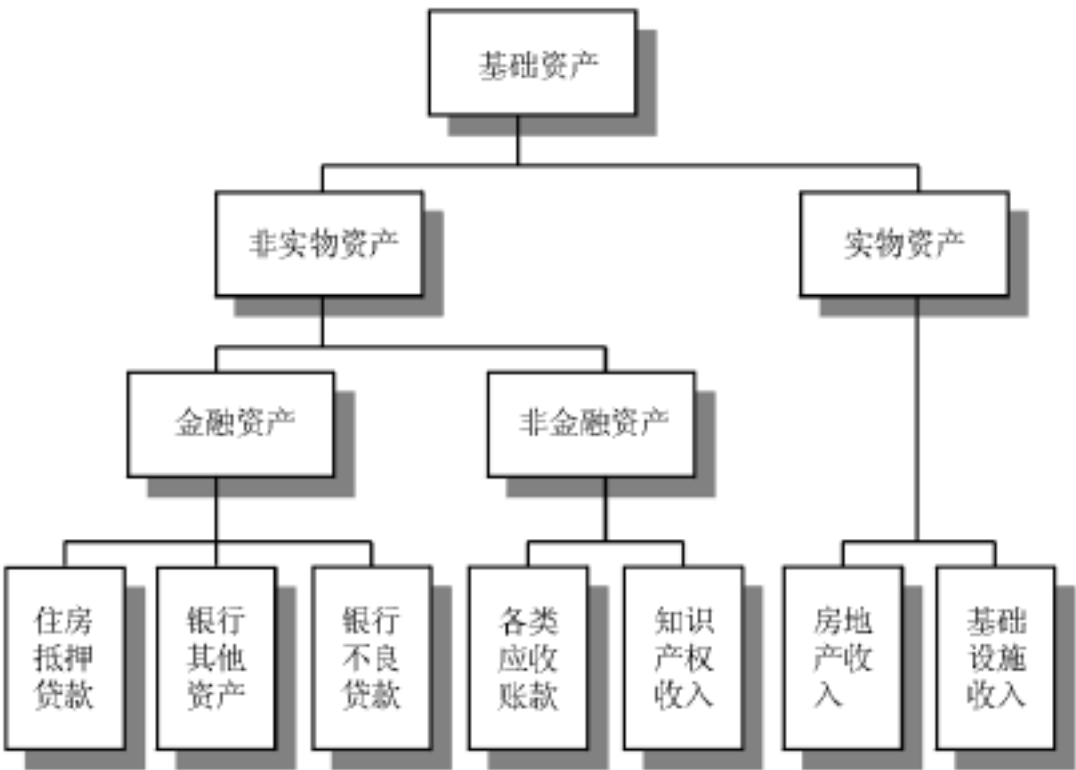 基础资产
非实物资产
实物资产
金融资产
非金融资产
住房
抵押
贷款
银行
其他
资产
银行
不良
贷款
各类
应收
账款
知识
产权
收入
房地
产收
入
基础
设施
收入